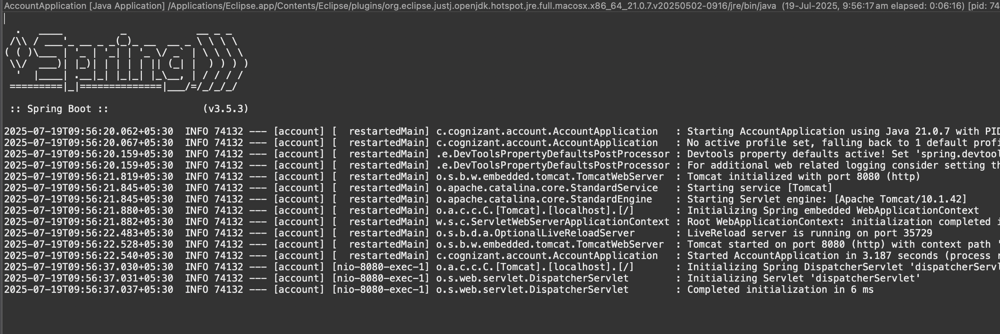 AccountApplication [Java Application] /Applications/Eclipse.app/Contents/Eclipse/plugins/org.eclipse.justj.openjdk.hotspot.jre.full.macosx.x86_64_21.0.7.v20250502-0916/jre/bin/java (19-Jul-2025, 9:56:17 am elapsed: 0:06:16) [pid: 74
  .   ____          _            __ _ _
 /\\ / ___'_ __ _ _(_)_ __  __ _ \ \ \ \
( ( )\___ | '_ | '_| | '_ \/ _` | \ \ \ \
 \\/  ___)| |_)| | | | | || (_| |  ) ) ) )
  '  |____| .__|_| |_|_| |_\__, | / / / /
 =========|_|==============|___/=/_/_/_/
 :: Spring Boot ::                (v3.5.3)
2025-07-19T09:56:20.062+05:30  INFO 74132 --- [account] [  restartedMain] c.cognizant.account.AccountApplication   : Starting AccountApplication using Java 21.0.7 with PID
2025-07-19T09:56:20.067+05:30  INFO 74132 --- [account] [  restartedMain] c.cognizant.account.AccountApplication   : No active profile set, falling back to 1 default profi
2025-07-19T09:56:20.159+05:30  INFO 74132 --- [account] [  restartedMain] .e.DevToolsPropertyDefaultsPostProcessor : Devtools property defaults active! Set 'spring.devtool
2025-07-19T09:56:20.159+05:30  INFO 74132 --- [account] [  restartedMain] .e.DevToolsPropertyDefaultsPostProcessor : For additional web related logging consider setting th
2025-07-19T09:56:21.819+05:30  INFO 74132 --- [account] [  restartedMain] o.s.b.w.embedded.tomcat.TomcatWebServer  : Tomcat initialized with port 8080 (http)
2025-07-19T09:56:21.845+05:30  INFO 74132 --- [account] [  restartedMain] o.apache.catalina.core.StandardService   : Starting service [Tomcat]
2025-07-19T09:56:21.845+05:30  INFO 74132 --- [account] [  restartedMain] o.apache.catalina.core.StandardEngine    : Starting Servlet engine: [Apache Tomcat/10.1.42]
2025-07-19T09:56:21.880+05:30  INFO 74132 --- [account] [  restartedMain] o.a.c.c.C.[Tomcat].[localhost].[/]       : Initializing Spring embedded WebApplicationContext
2025-07-19T09:56:21.882+05:30  INFO 74132 --- [account] [  restartedMain] w.s.c.ServletWebServerApplicationContext : Root WebApplicationContext: initialization completed i
2025-07-19T09:56:22.483+05:30  INFO 74132 --- [account] [  restartedMain] o.s.b.d.a.OptionalLiveReloadServer       : LiveReload server is running on port 35729
2025-07-19T09:56:22.528+05:30  INFO 74132 --- [account] [  restartedMain] o.s.b.w.embedded.tomcat.TomcatWebServer  : Tomcat started on port 8080 (http) with context path '
2025-07-19T09:56:22.540+05:30  INFO 74132 --- [account] [  restartedMain] c.cognizant.account.AccountApplication   : Started AccountApplication in 3.187 seconds (process r
2025-07-19T09:56:37.030+05:30  INFO 74132 --- [account] [nio-8080-exec-1] o.a.c.c.C.[Tomcat].[localhost].[/]       : Initializing Spring DispatcherServlet 'dispatcherServl
2025-07-19T09:56:37.031+05:30  INFO 74132 --- [account] [nio-8080-exec-1] o.s.web.servlet.DispatcherServlet        : Initializing Servlet 'dispatcherServlet'
2025-07-19T09:56:37.037+05:30  INFO 74132 --- [account] [nio-8080-exec-1] o.s.web.servlet.DispatcherServlet        : Completed initialization in 6 ms